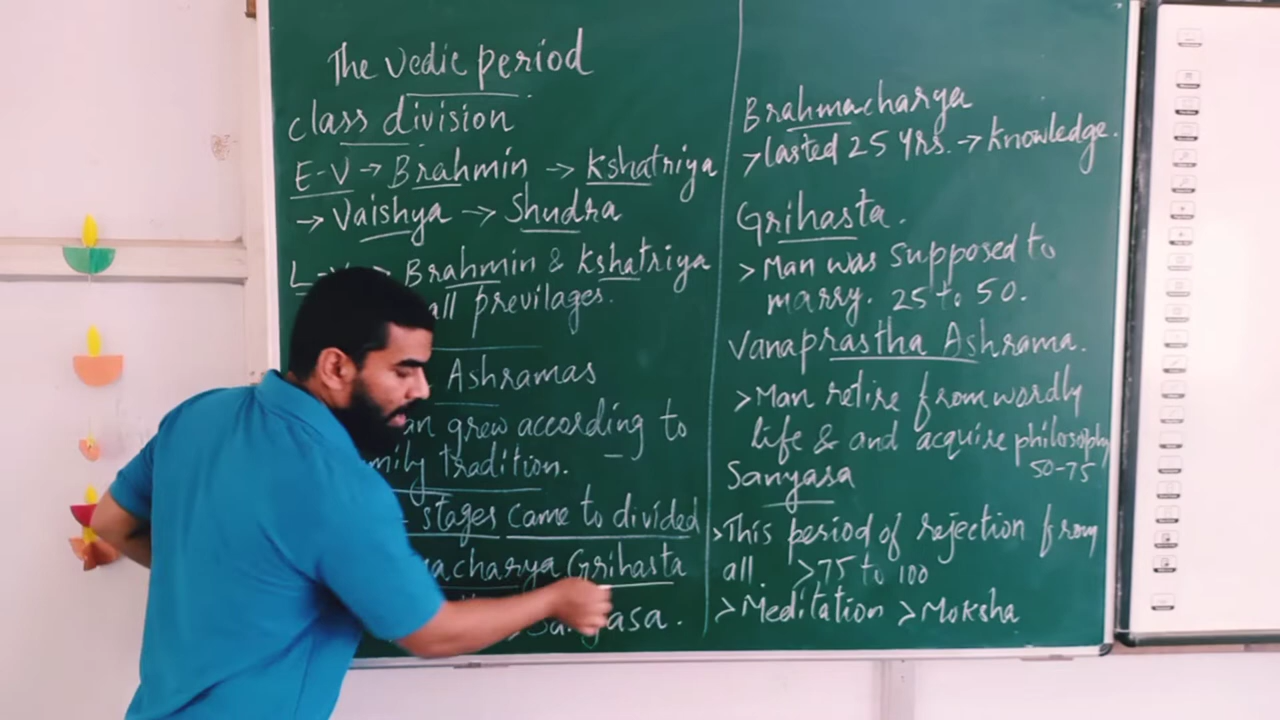 The Vedic period
class division
E-V → Brahmin → Kshatriya
→ Vaishya → Shudra
Brahmin & Kshatriya
all previlages.
Ashramas
grew according to
tradition.
stages came to divided
Grihasta
Brahmacharya
> lasted 25 yrs. → knowledge.
Grihasta.
> Man was supposed to
marry. 25 to 50.
Vanaprastha Ashrama.
> Man retire from wordly
life & and acquire philosophy
50-75
Sanyasa
> This period of rejection from
all. > 75 to 100
> Meditation > Moksha